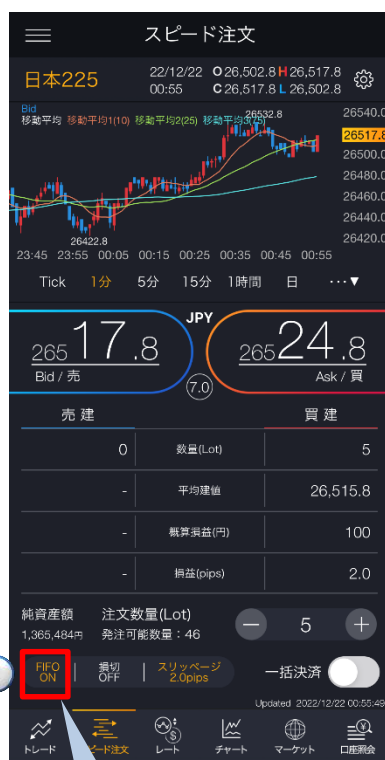 スピード注文
日本225
22/12/22 O 26,502.8 H 26,517.8
00:55 C 26,517.8 L 26,502.8
Bid
移動平均 移動平均1(10) 移動平均2(25) 移動平均3(75)
26532.8
26540.0
26517.8
26500.0
26480.0
26460.0
26440.0
26422.8
26420.0
23:45 23:55 00:05 00:15 00:25 00:35 00:45 00:55
Tick 1分 5分 15分 1時間 日 ···▼
JPY
265 17.8
Bid / 売
265 24.8
Ask / 買
(7.0)
売 建 買 建
0 数量(Lot) 5
- 平均建値 26,515.8
- 概算損益(円) 100
- 損益(pips) 2.0
純資産額 注文数量(Lot)
1,365,484円 発注可能数量：46
− 5 +
FIFO
ON
損切
OFF
スリッページ
2.0pips
一括決済
Updated 2022/12/22 00:55:49
トレード スピード注文 レート チャート マーケット 口座照会